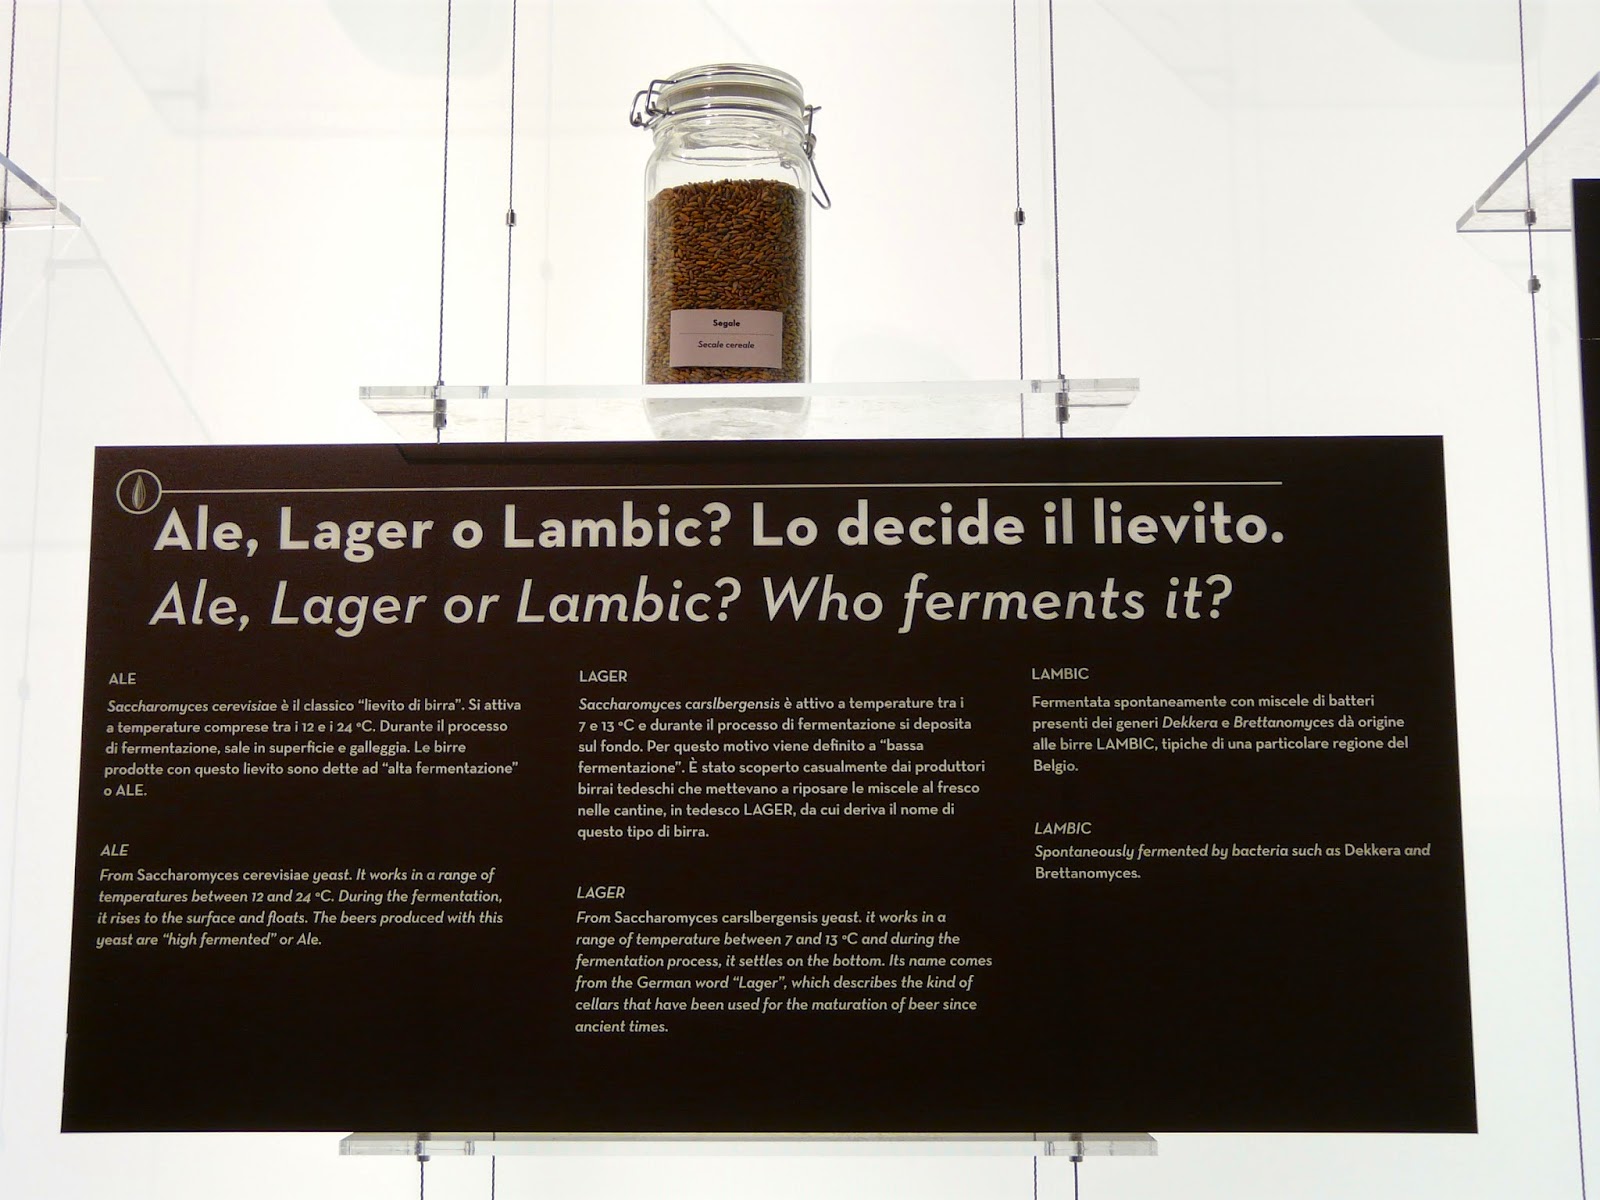 Segale
Secale cereale
Ale, Lager o Lambic? Lo decide il lievito.
Ale, Lager or Lambic? Who ferments it?
ALE
Saccharomyces cerevisiae è il classico “lievito di birra”. Si attiva
a temperature comprese tra i 12 e i 24 °C. Durante il processo
di fermentazione, sale in superficie e galleggia. Le birre
prodotte con questo lievito sono dette ad “alta fermentazione”
o ALE.
ALE
From Saccharomyces cerevisiae yeast. It works in a range of
temperatures between 12 and 24 °C. During the fermentation,
it rises to the surface and floats. The beers produced with this
yeast are “high fermented” or Ale.
LAGER
Saccharomyces carslbergensis è attivo a temperature tra i
7 e 13 °C e durante il processo di fermentazione si deposita
sul fondo. Per questo motivo viene definito a “bassa
fermentazione”. È stato scoperto casualmente dai produttori
birrai tedeschi che mettevano a riposare le miscele al fresco
nelle cantine, in tedesco LAGER, da cui deriva il nome di
questo tipo di birra.
LAGER
From Saccharomyces carslbergensis yeast. it works in a
range of temperature between 7 and 13 °C and during the
fermentation process, it settles on the bottom. Its name comes
from the German word “Lager”, which describes the kind of
cellars that have been used for the maturation of beer since
ancient times.
LAMBIC
Fermentata spontaneamente con miscele di batteri
presenti dei generi Dekkera e Brettanomyces dà origine
alle birre LAMBIC, tipiche di una particolare regione del
Belgio.
LAMBIC
Spontaneously fermented by bacteria such as Dekkera and
Brettanomyces.